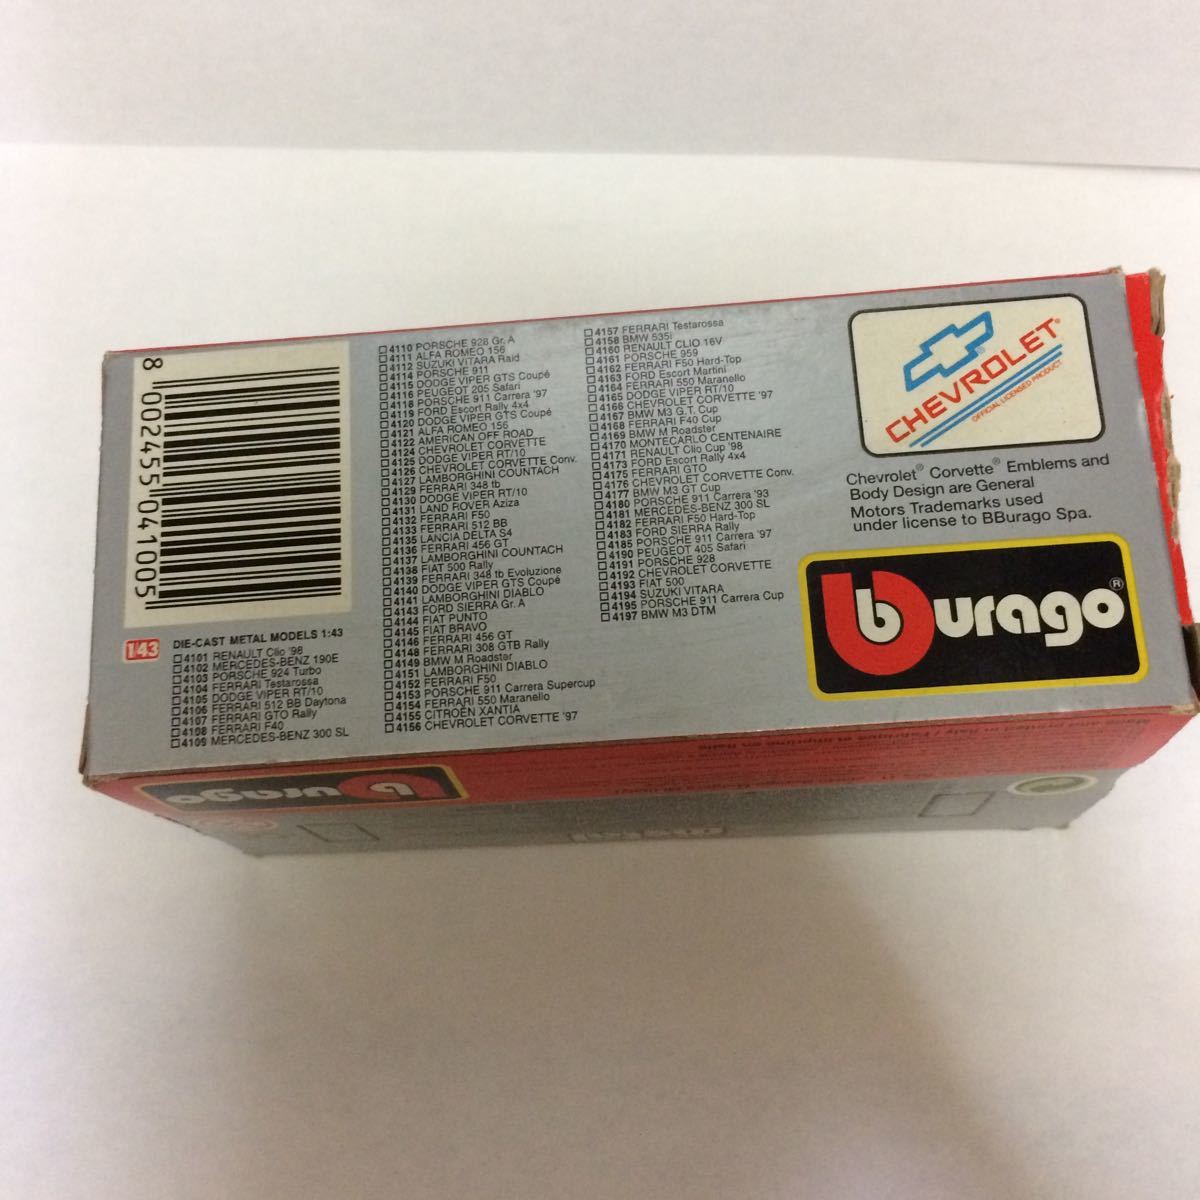 8 002455 041005
1/43 DIE-CAST METAL MODELS 1:43
4101 RENAULT Clio '98
4102 MERCEDES-BENZ 190E
4103 PORSCHE 924 Turbo
4104 FERRARI Testarossa
4105 DODGE VIPER RT/10
4106 FERRARI 512 BB Daytona
4107 FERRARI GTO Rally
4108 FERRARI F40
4109 MERCEDES-BENZ 300 SL
4110 PORSCHE 928 Gr. A
4111 ALFA ROMEO 156
4112 SUZUKI VITARA Raid
4114 PORSCHE 911
4115 DODGE VIPER GTS Coupé
4116 PEUGEOT 205 Safari
4118 PORSCHE 911 Carrera '97
4119 FORD Escort Rally 4x4
4120 DODGE VIPER GTS Coupé
4121 ALFA ROMEO 156
4122 AMERICAN OFF ROAD
4124 CHEVROLET CORVETTE
4125 DODGE VIPER RT/10
4126 CHEVROLET CORVETTE Conv.
4127 LAMBORGHINI COUNTACH
4129 FERRARI 348 tb
4130 DODGE VIPER RT/10
4131 LAND ROVER Aziza
4132 FERRARI F50
4133 FERRARI 512 BB
4135 LANCIA DELTA S4
4136 FERRARI 456 GT
4137 LAMBORGHINI COUNTACH
4138 FIAT 500 Rally
4139 FERRARI 348 tb Evoluzione
4140 DODGE VIPER GTS Coupé
4141 LAMBORGHINI DIABLO
4143 FORD SIERRA Gr. A
4144 FIAT PUNTO
4145 FIAT BRAVO
4146 FERRARI 456 GT
4148 FERRARI 308 GTB Rally
4149 BMW M Roadster
4151 LAMBORGHINI DIABLO
4152 FERRARI F50
4153 PORSCHE 911 Carrera Supercup
4154 FERRARI 550 Maranello
4155 CITROËN XANTIA
4156 CHEVROLET CORVETTE '97
4157 FERRARI Testarossa
4158 BMW 535i
4160 RENAULT CLIO 16V
4161 PORSCHE 959
4162 FERRARI F50 Hard-Top
4163 FORD Escort Martini
4164 FERRARI 550 Maranello
4165 DODGE VIPER RT/10
4166 CHEVROLET CORVETTE '97
4167 BMW M3 G.T. Cup
4168 FERRARI F40 Cup
4169 BMW M Roadster
4170 MONTECARLO CENTENAIRE
4171 RENAULT Clio Cup '98
4173 FORD Escort Rally 4x4
4175 FERRARI GTO
4176 CHEVROLET CORVETTE Conv.
4177 BMW M3 GT Cup
4180 PORSCHE 911 Carrera '93
4181 MERCEDES-BENZ 300 SL
4182 FERRARI F50 Hard-Top
4183 FORD SIERRA Rally
4185 PORSCHE 911 Carrera '97
4190 PEUGEOT 405 Safari
4191 PORSCHE 928
4192 CHEVROLET CORVETTE
4193 FIAT 500
4194 SUZUKI VITARA
4195 PORSCHE 911 Carrera Cup
4197 BMW M3 DTM
CHEVROLET®
OFFICIAL LICENSED PRODUCT
Chevrolet® Corvette® Emblems and
Body Design are General
Motors Trademarks used
under license to BBurago Spa.
bburago®
bburago
Made and printed in Italy / Fabriqué et imprimé en Italie
metal